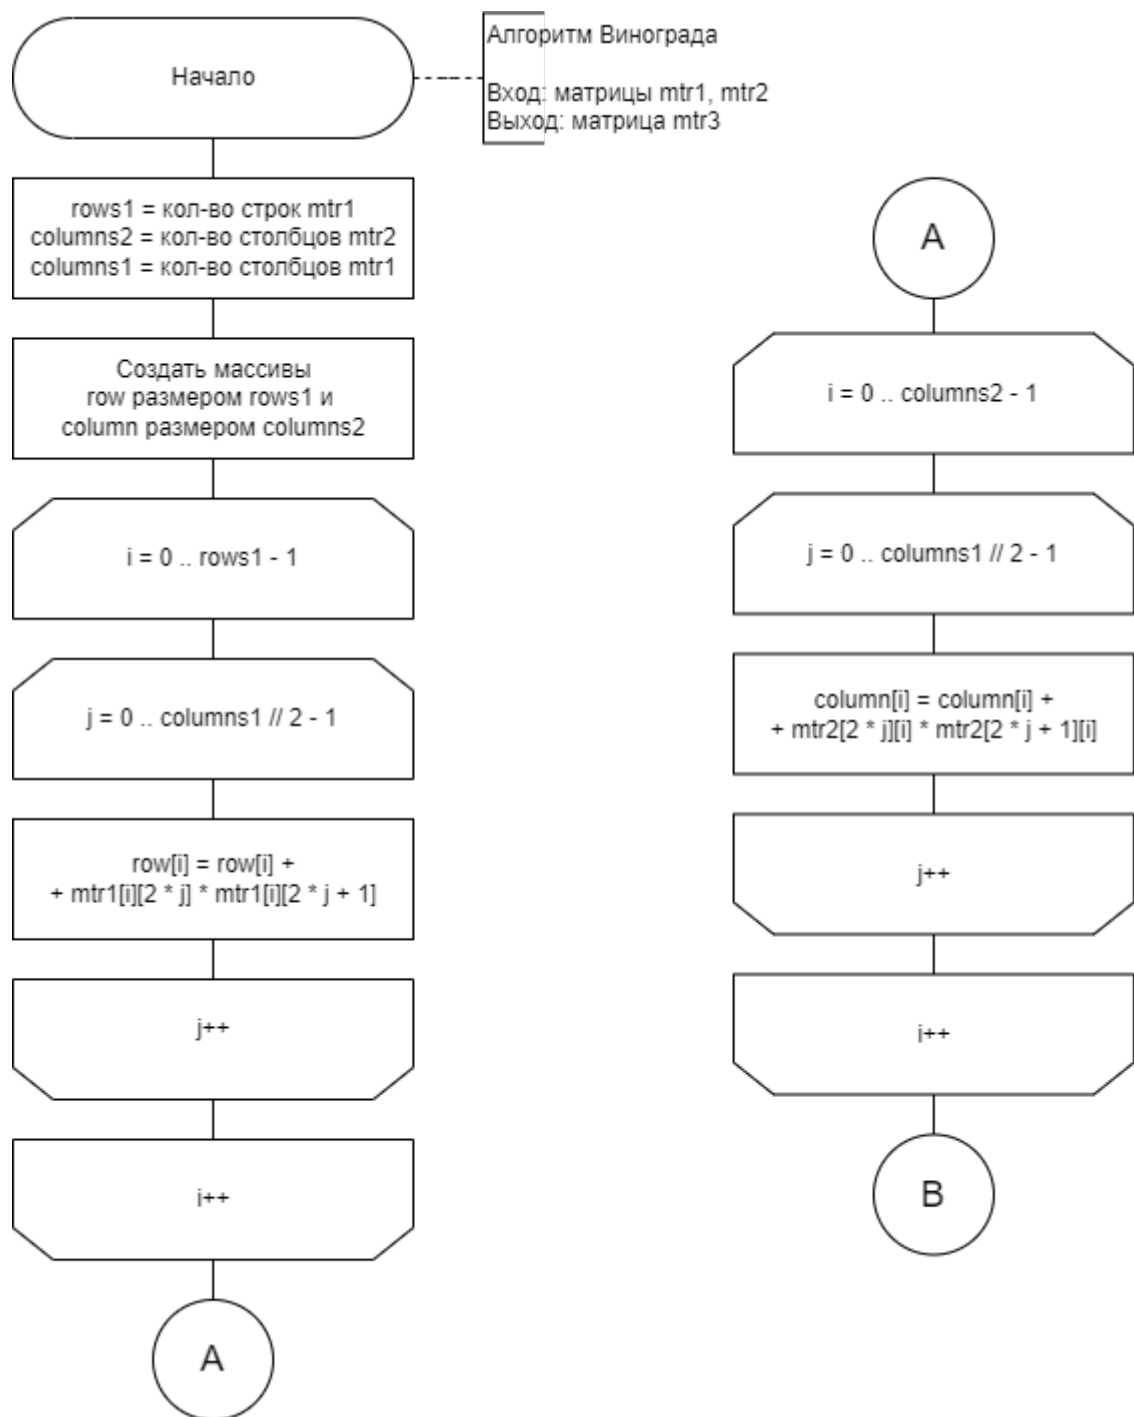 Начало
Алгоритм Винограда
Вход: матрицы mtr1, mtr2
Выход: матрица mtr3
rows1 = кол-во строк mtr1
columns2 = кол-во столбцов mtr2
columns1 = кол-во столбцов mtr1
Создать массивы
row размером rows1 и
column размером columns2
i = 0 .. rows1 - 1
j = 0 .. columns1 // 2 - 1
row[i] = row[i] +
+ mtr1[i][2 * j] * mtr1[i][2 * j + 1]
j++
i++
A
A
i = 0 .. columns2 - 1
j = 0 .. columns1 // 2 - 1
column[i] = column[i] +
+ mtr2[2 * j][i] * mtr2[2 * j + 1][i]
j++
i++
B